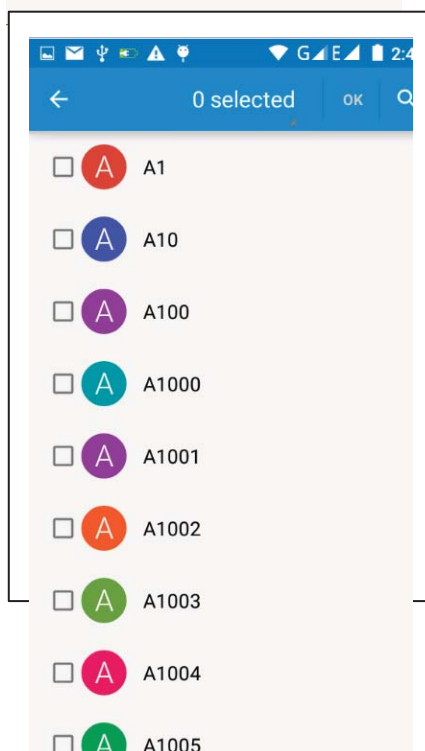 G E 2:4
0 selected OK
A A1
A A10
A A100
A A1000
A A1001
A A1002
A A1003
A A1004
A A1005